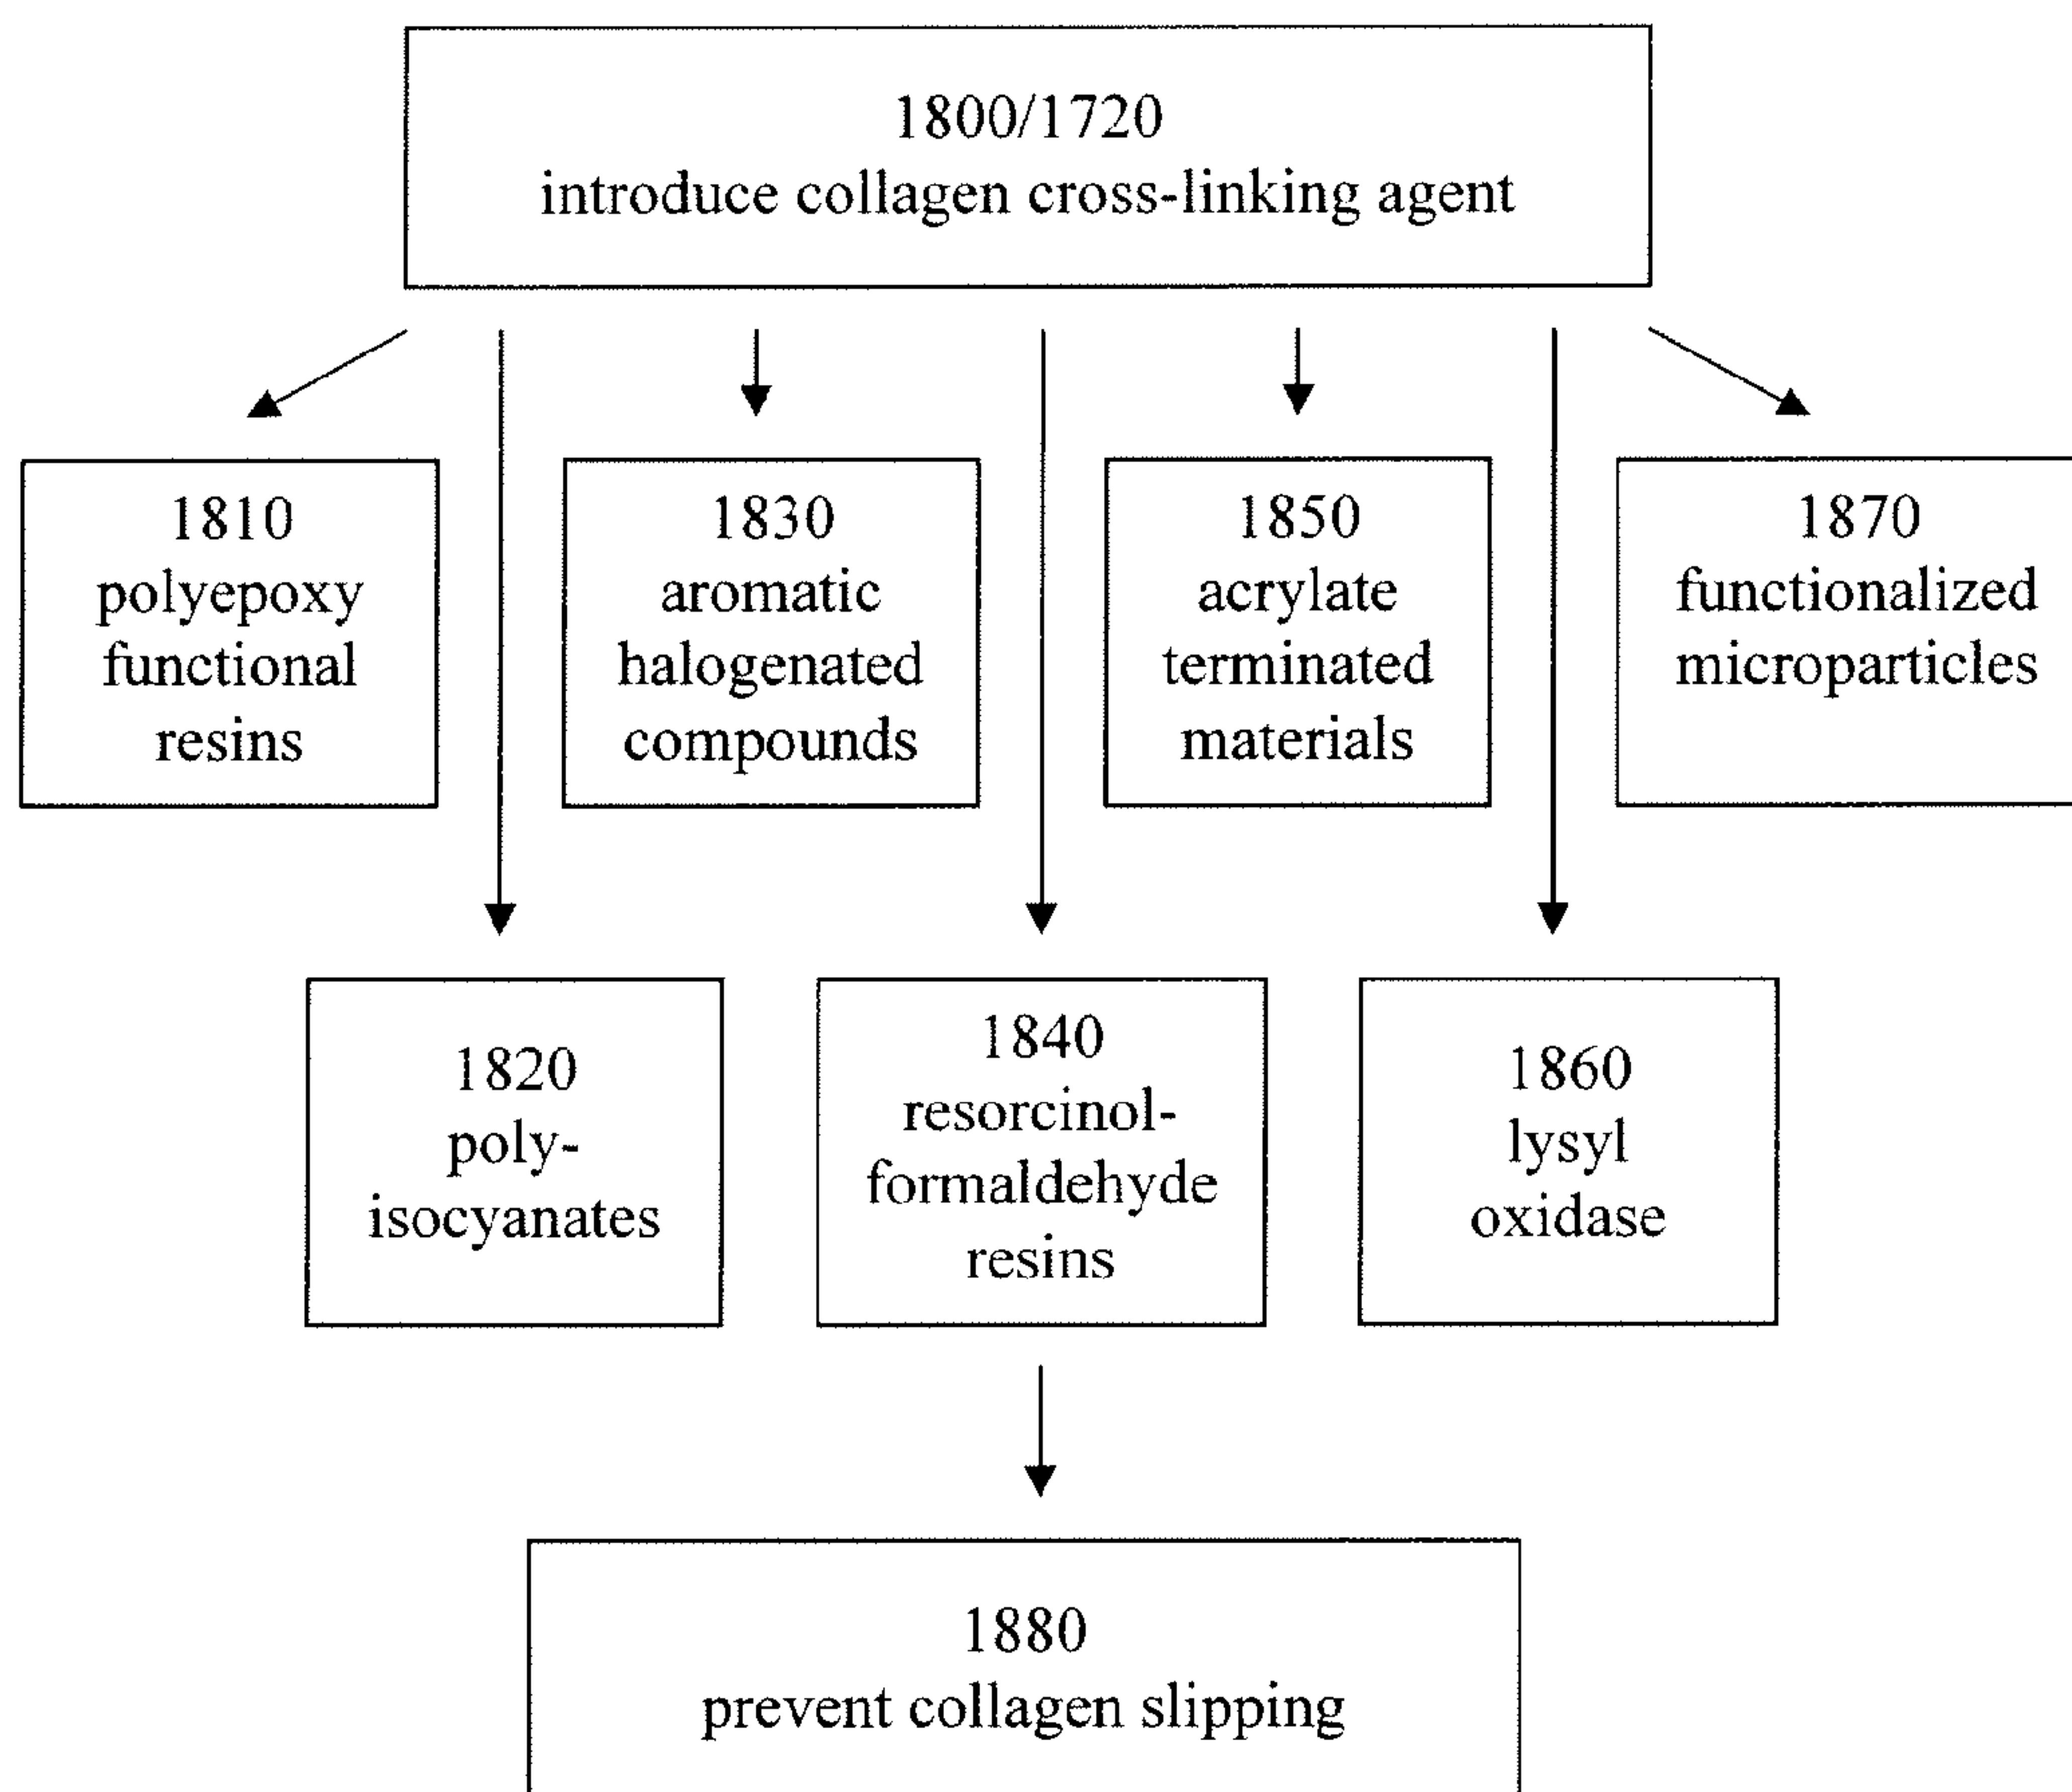 1800/1720
introduce collagen cross-linking agent
1810
polyepoxy
functional
resins
1830
aromatic
halogenated
compounds
1850
acrylate
terminated
materials
1870
functionalized
microparticles
1820
poly-
isocyanates
1840
resorcinol-
formaldehyde
resins
1860
lysyl
oxidase
1880
prevent collagen slipping